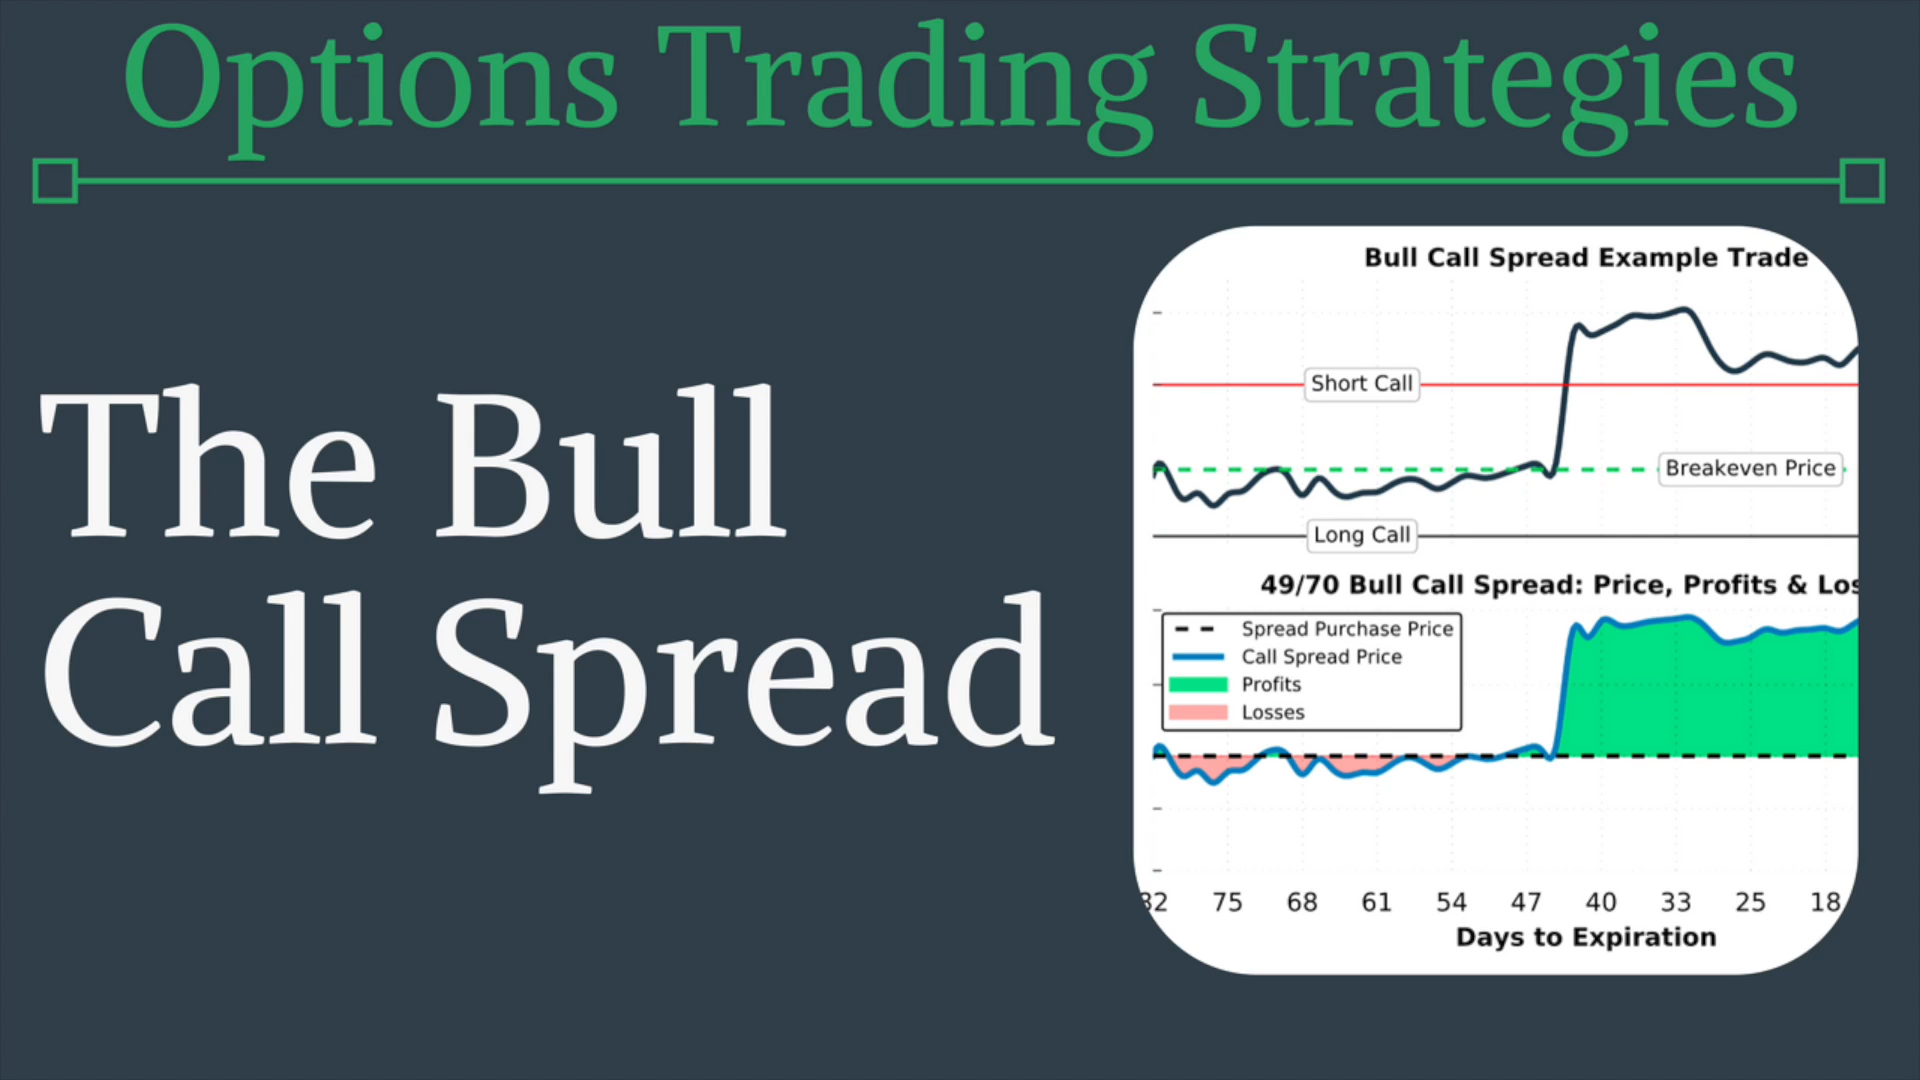 Options Trading Strategies
The Bull
Call Spread
Bull Call Spread Example Trade
Short Call
Breakeven Price
Long Call
49/70 Bull Call Spread: Price, Profits & Los
Spread Purchase Price
Call Spread Price
Profits
Losses
82 75 68 61 54 47 40 33 25 18
Days to Expiration